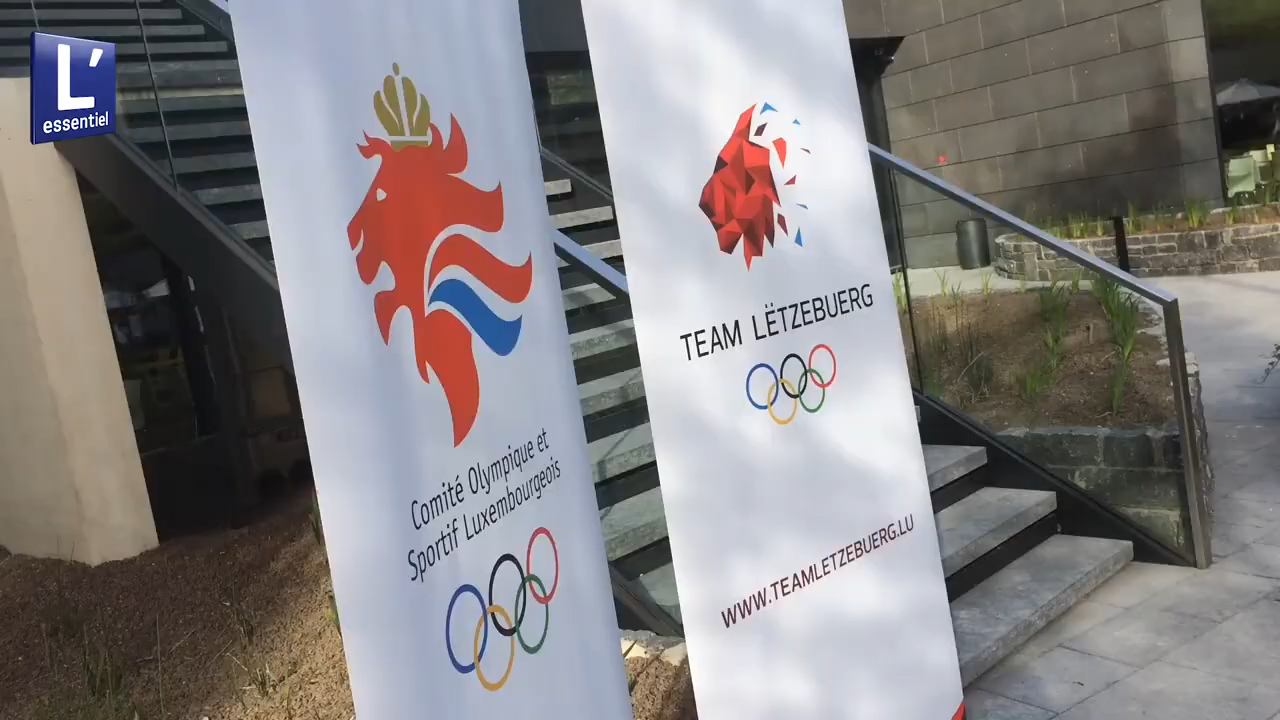 L'
essentiel
Comité Olympique et
Sportif Luxembourgeois
TEAM LËTZEBUERG
WWW.TEAMLETZEBUERG.LU